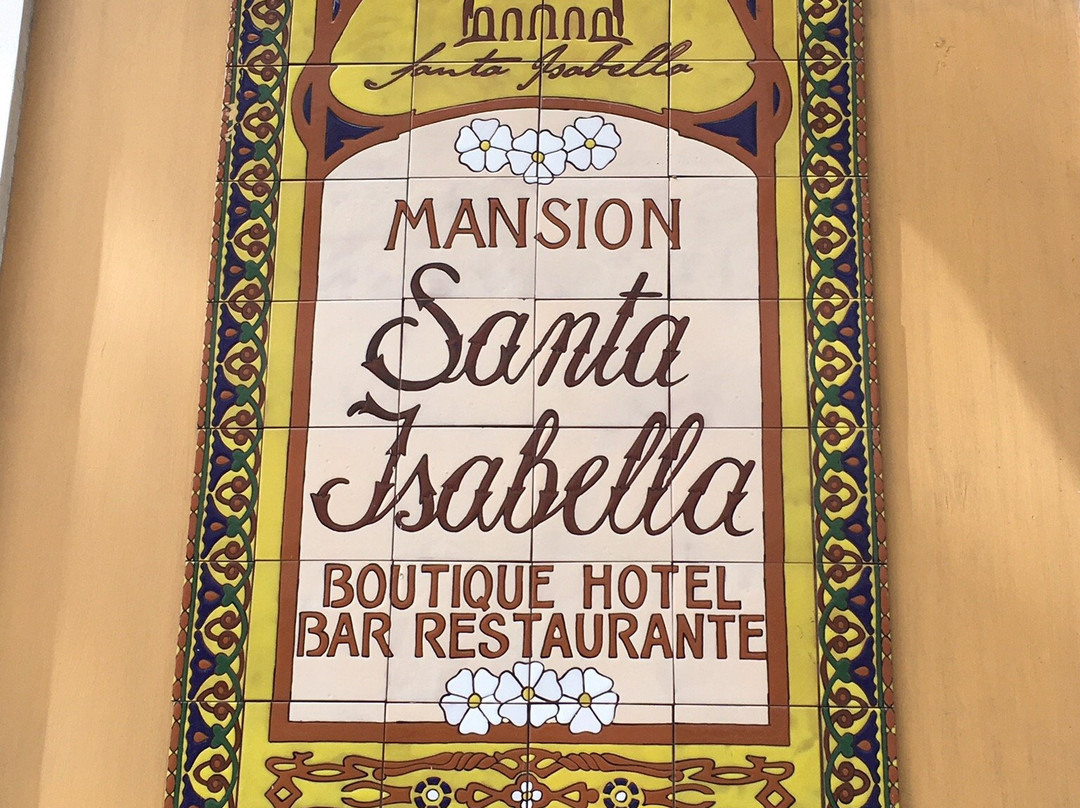 Santa Isabella
MANSION
Santa
Isabella
BOUTIQUE HOTEL
BAR RESTAURANTE